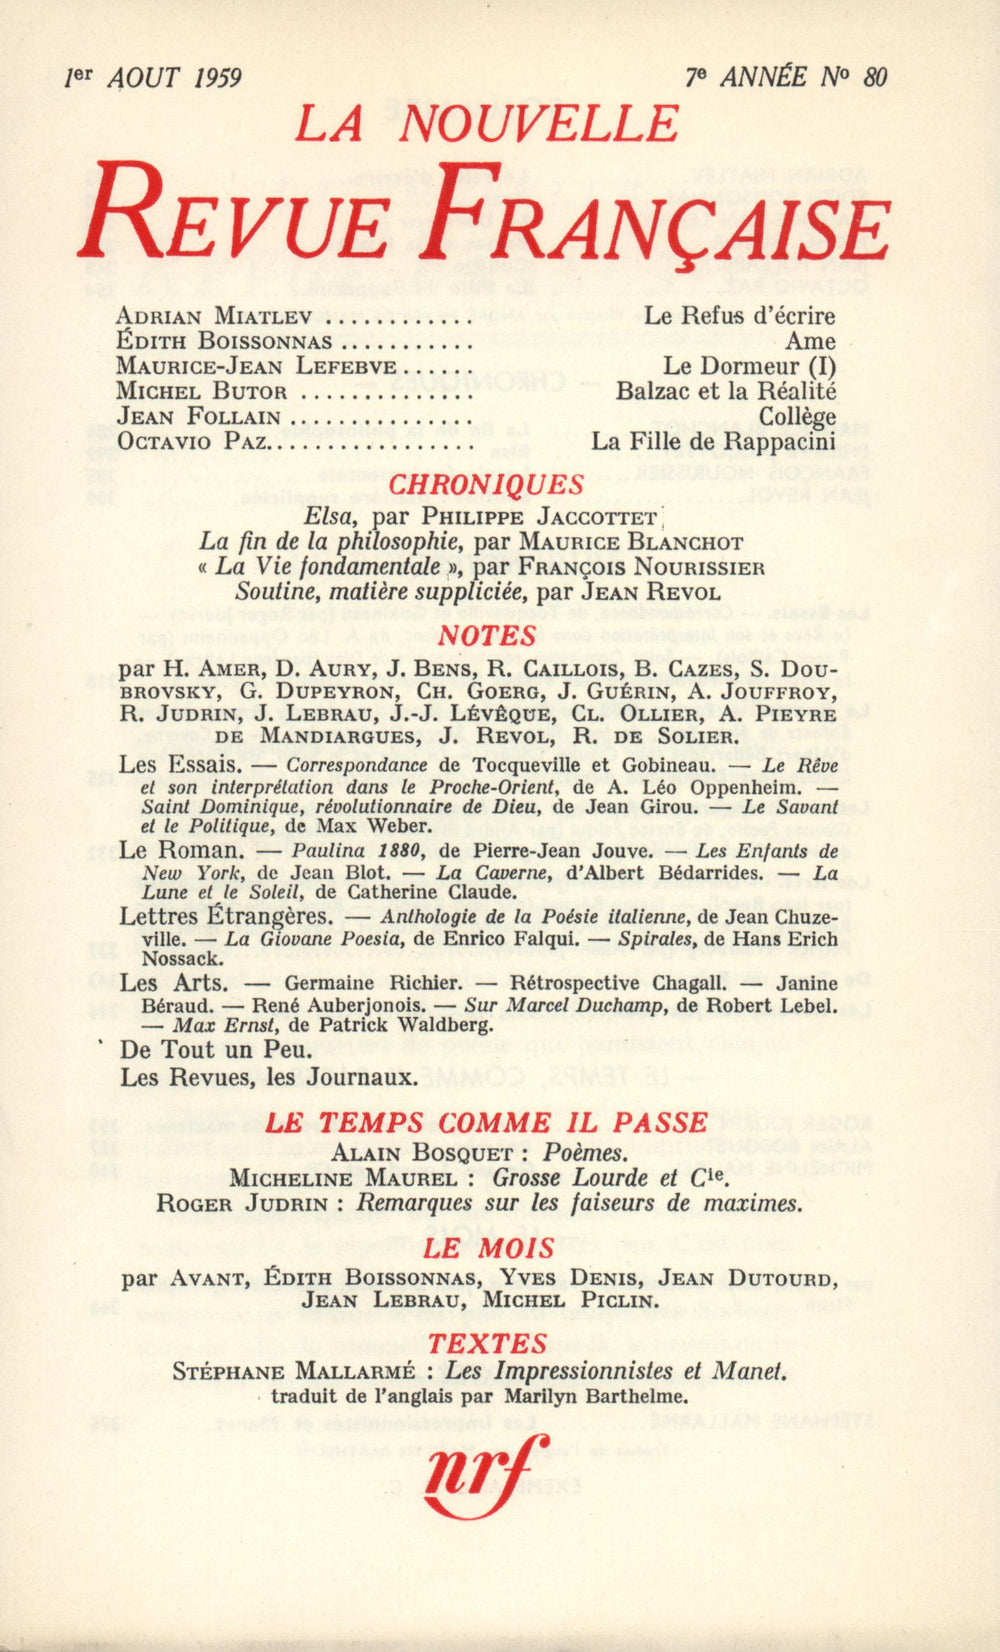 1er AOUT 1959 7e ANNÉE No 80
LA NOUVELLE
REVUE FRANÇAISE
ADRIAN MIATLEV ............ Le Refus d'écrire
ÉDITH BOISSONNAS ........... Ame
MAURICE-JEAN LEFEBVE...... Le Dormeur (I)
MICHEL BUTOR .............. Balzac et la Réalité
JEAN FOLLAIN ............... Collège
OCTAVIO PAZ................. La Fille de Rappacini
CHRONIQUES
Elsa, par PHILIPPE JACCOTTET
La fin de la philosophie, par MAURICE BLANCHOT
« La Vie fondamentale », par FRANÇOIS NOURISSIER
Soutine, matière suppliciée, par JEAN REVOL
NOTES
par H. AMER, D. AURY, J. BENS, R. CAILLOIS, B. CAZES, S. DOU-
BROVSKY, G. DUPEYRON, CH. GOERG, J. GUÉRIN, A. JOUFFROY,
R. JUDRIN, J. LEBRAU, J.-J. LÉVÊQUE, CL. OLLIER, A. PIEYRE
DE MANDIARGUES, J. REVOL, R. DE SOLIER.
Les Essais. — Correspondance de Tocqueville et Gobineau. — Le Rêve
et son interprétation dans le Proche-Orient, de A. Léo Oppenheim. —
Saint Dominique, révolutionnaire de Dieu, de Jean Girou. — Le Savant
et le Politique, de Max Weber.
Le Roman. — Paulina 1880, de Pierre-Jean Jouve. — Les Enfants de
New York, de Jean Blot. — La Caverne, d'Albert Bédarrides. — La
Lune et le Soleil, de Catherine Claude.
Lettres Étrangères. — Anthologie de la Poésie italienne, de Jean Chuze-
ville. — La Giovane Poesia, de Enrico Falqui. — Spirales, de Hans Erich
Nossack.
Les Arts. — Germaine Richier. — Rétrospective Chagall. — Janine
Béraud. — René Auberjonois. — Sur Marcel Duchamp, de Robert Lebel.
— Max Ernst, de Patrick Waldberg.
De Tout un Peu.
Les Revues, les Journaux.
LE TEMPS COMME IL PASSE
ALAIN BOSQUET : Poèmes.
MICHELINE MAUREL : Grosse Lourde et Cie.
ROGER JUDRIN : Remarques sur les faiseurs de maximes.
LE MOIS
par AVANT, ÉDITH BOISSONNAS, YVES DENIS, JEAN DUTOURD,
JEAN LEBRAU, MICHEL PICLIN.
TEXTES
STÉPHANE MALLARMÉ : Les Impressionnistes et Manet.
traduit de l'anglais par Marilyn Barthelme.
nrf